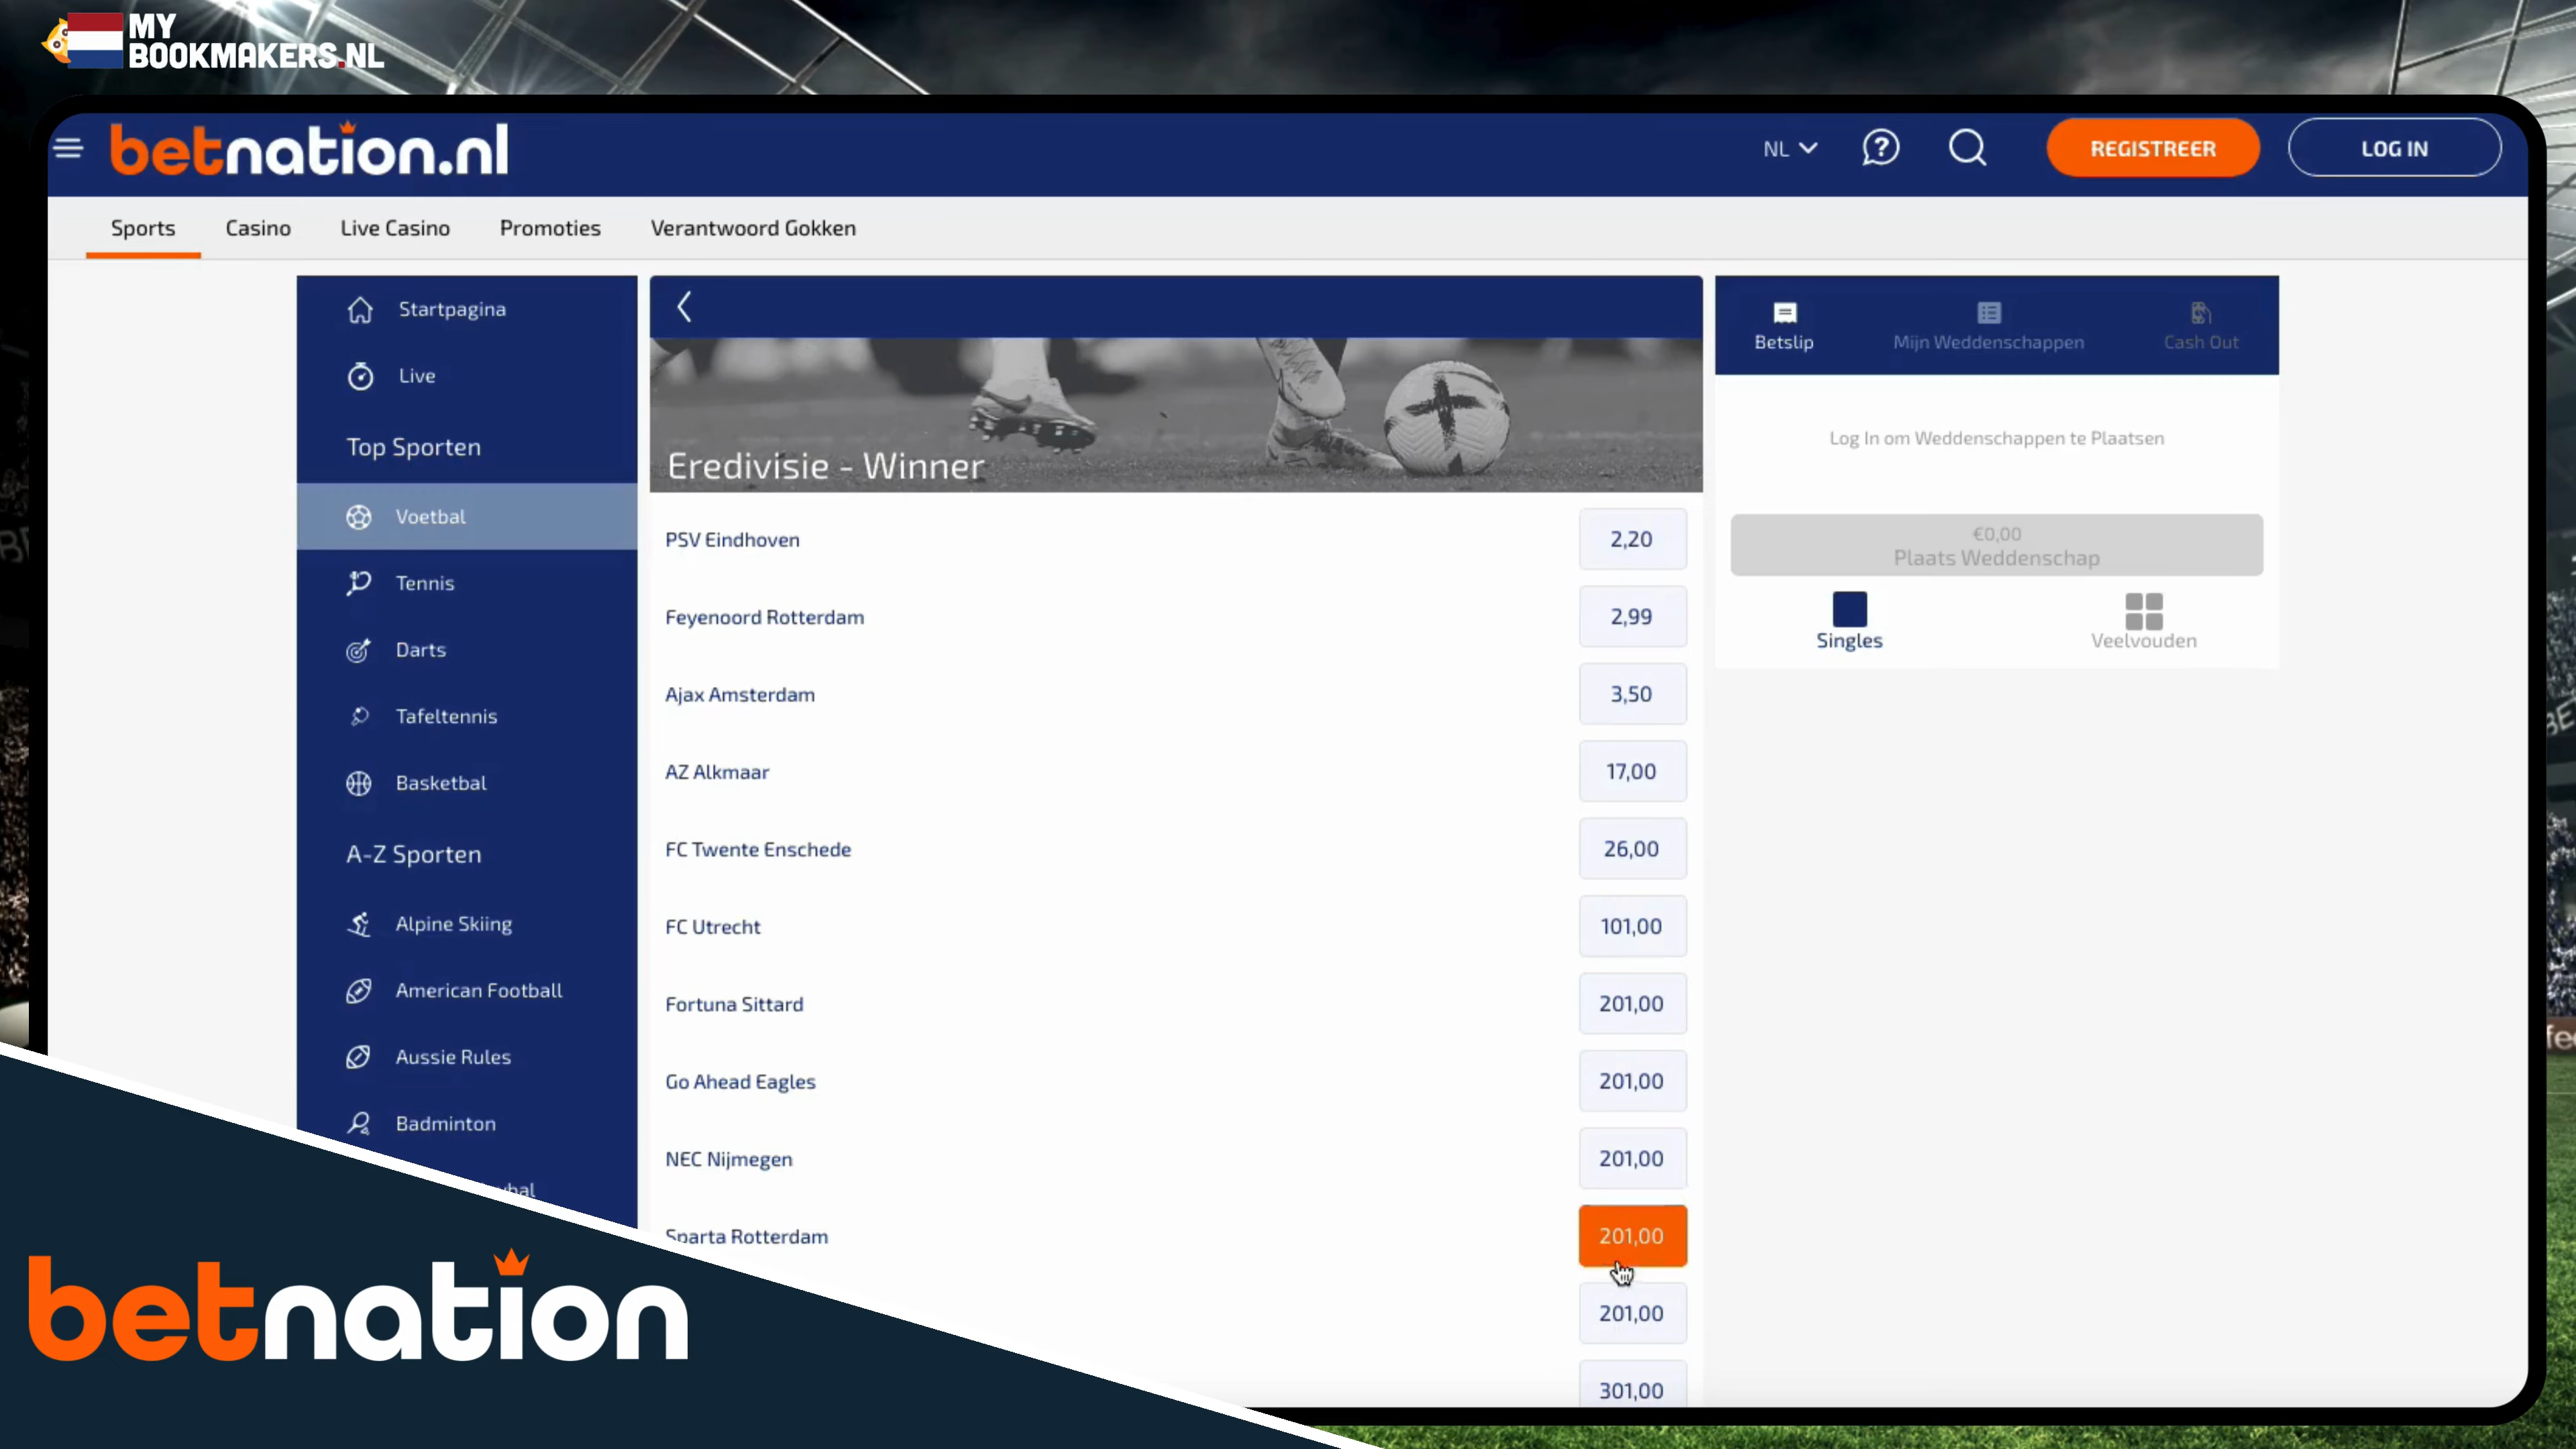 MY
BOOKMAKERS.NL
betnation.nl
NL
REGISTREER
LOG IN
Sports
Casino
Live Casino
Promoties
Verantwoord Gokken
Startpagina
Live
Top Sporten
Voetbal
Tennis
Darts
Tafeltennis
Basketbal
A-Z Sporten
Alpine Skiing
American Football
Aussie Rules
Badminton
Eredivisie - Winner
PSV Eindhoven 2,20
Feyenoord Rotterdam 2,99
Ajax Amsterdam 3,50
AZ Alkmaar 17,00
FC Twente Enschede 26,00
FC Utrecht 101,00
Fortuna Sittard 201,00
Go Ahead Eagles 201,00
NEC Nijmegen 201,00
Sparta Rotterdam 201,00
201,00
301,00
Betslip
Mijn Weddenschappen
Cash Out
Log In om Weddenschappen te Plaatsen
€0,00
Plaats Weddenschap
Singles
Veelvouden
betnation